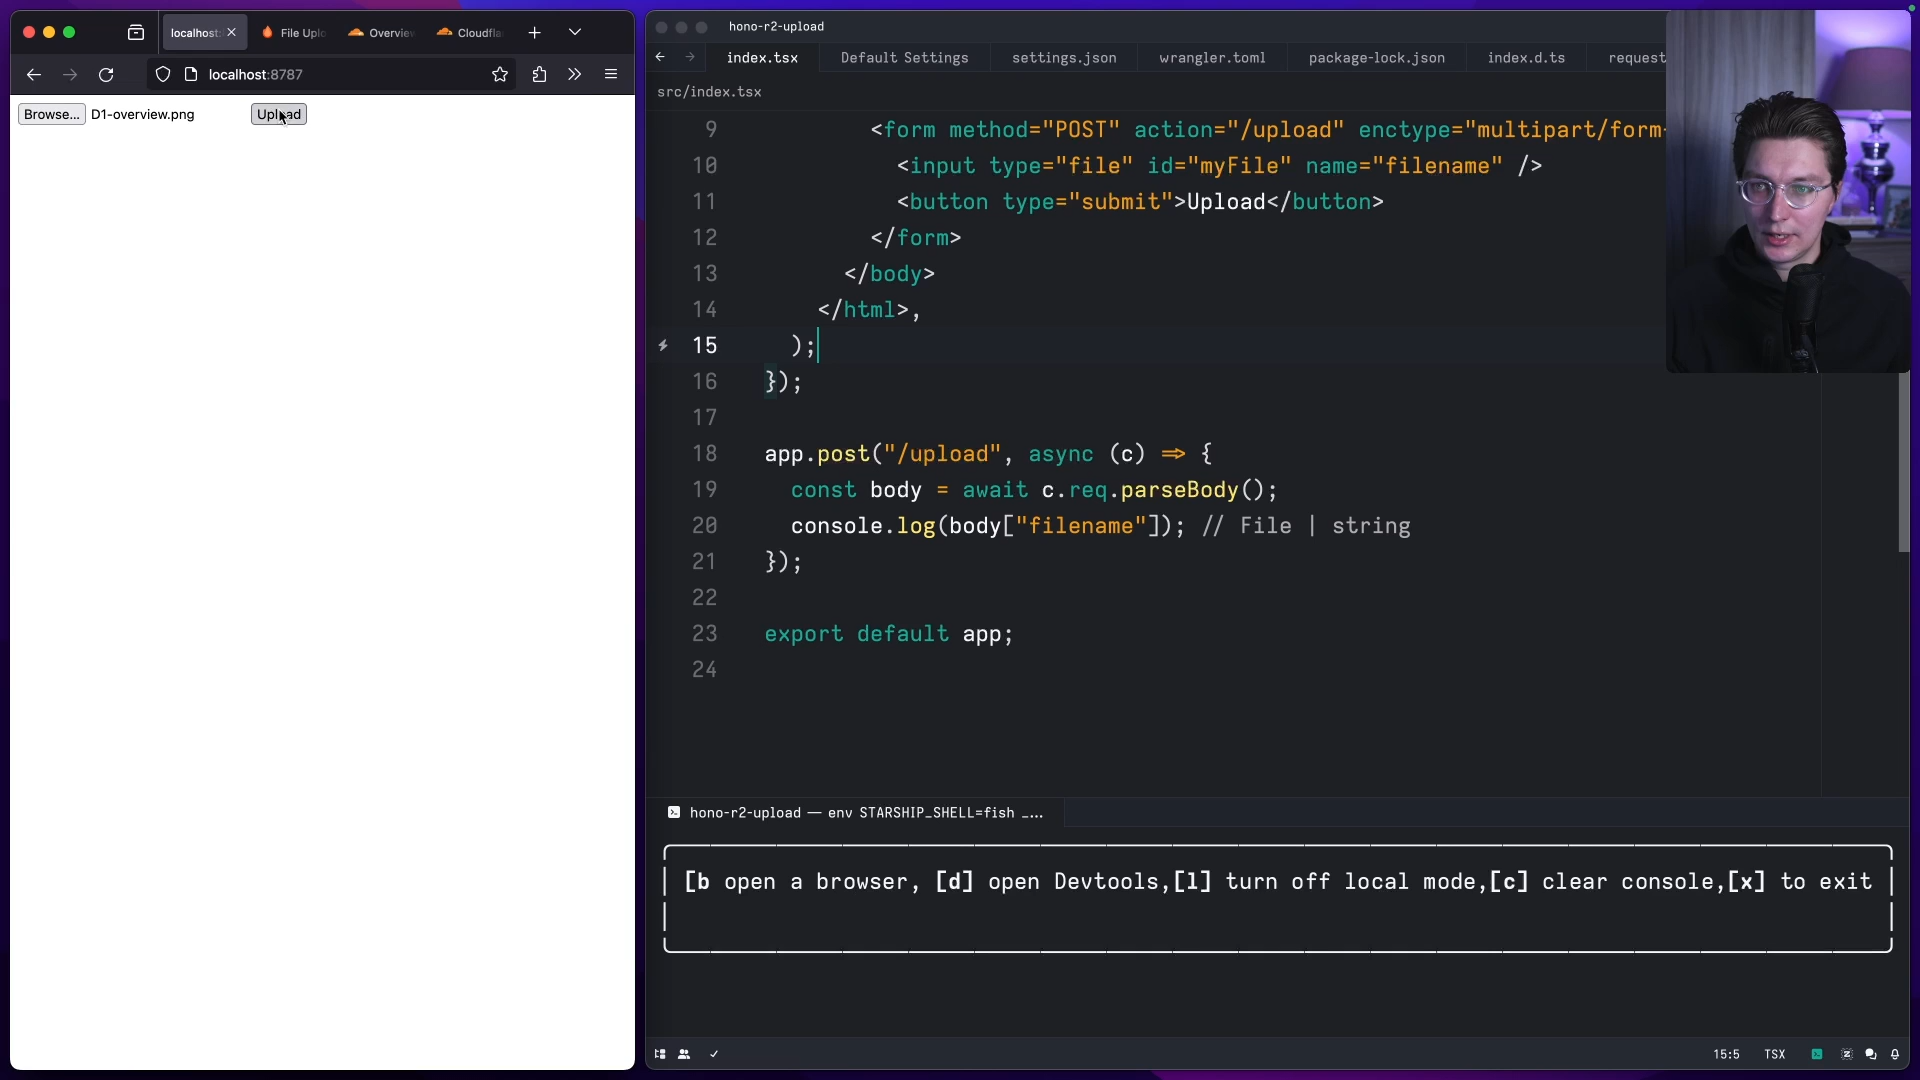 localhost:
File Uplo
Overview
Cloudfla
localhost:8787
Browse... D1-overview.png Upload
hono-r2-upload
index.tsx Default Settings settings.json wrangler.toml package-lock.json index.d.ts request
src/index.tsx
9 <form method="POST" action="/upload" enctype="multipart/form-
10 <input type="file" id="myFile" name="filename" />
11 <button type="submit">Upload</button>
12 </form>
13 </body>
14 </html>,
15 );
16 });
17
18 app.post("/upload", async (c) => {
19 const body = await c.req.parseBody();
20 console.log(body["filename"]); // File | string
21 });
22
23 export default app;
24
hono-r2-upload — env STARSHIP_SHELL=fish _...
[b open a browser, [d] open Devtools,[l] turn off local mode,[c] clear console,[x] to exit
15:5 TSX